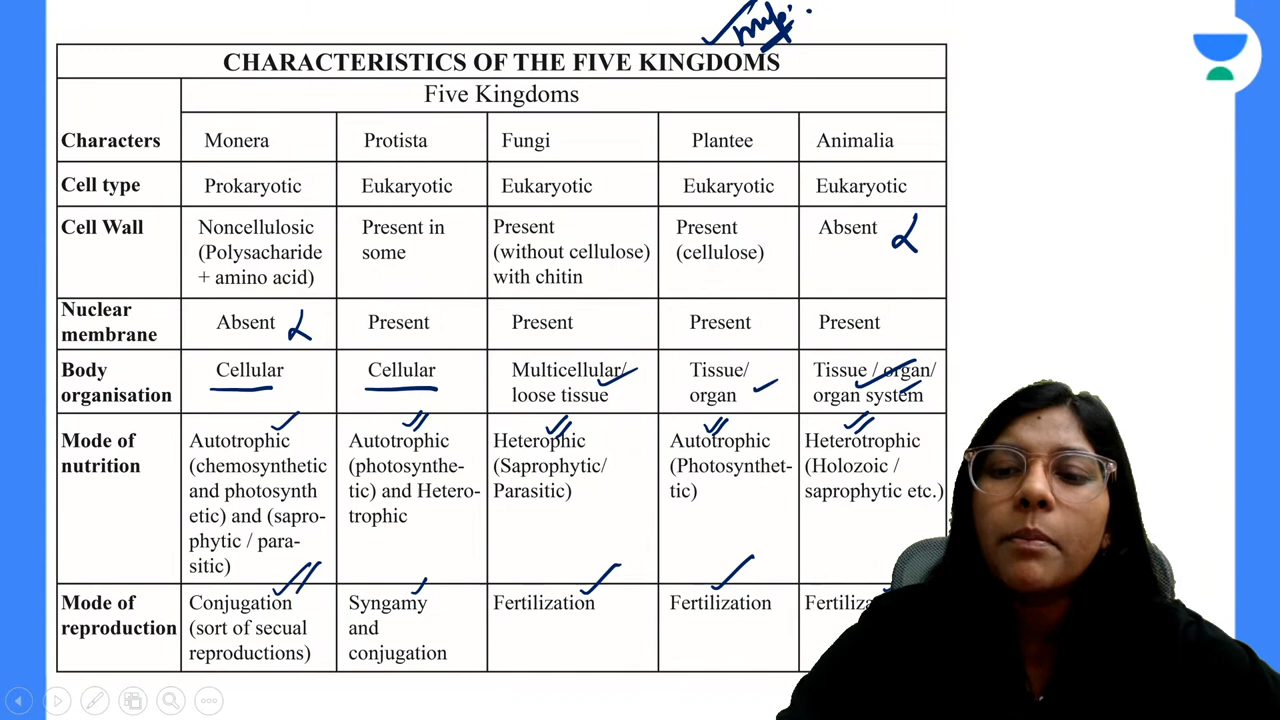 CHARACTERISTICS OF THE FIVE KINGDOMS
Five Kingdoms
Characters Monera Protista Fungi Plantee Animalia
Cell type Prokaryotic Eukaryotic Eukaryotic Eukaryotic Eukaryotic
Cell Wall Noncellulosic Present in Present Present Absent
(Polysacharide some (without cellulose) (cellulose)
+ amino acid) with chitin
Nuclear
membrane Absent Present Present Present Present
Body Cellular Cellular Multicellular/ Tissue/ Tissue / organ/
organisation loose tissue organ organ system
Mode of Autotrophic Autotrophic Heterophic Autotrophic Heterotrophic
nutrition (chemosynthetic (photosynthe- (Saprophytic/ (Photosynthet- (Holozoic /
and photosynth tic) and Hetero- Parasitic) tic) saprophytic etc.)
etic) and (sapro- trophic
phytic / para-
sitic)
Mode of Conjugation Syngamy Fertilization Fertilization
reproduction (sort of secual and
reproductions) conjugation